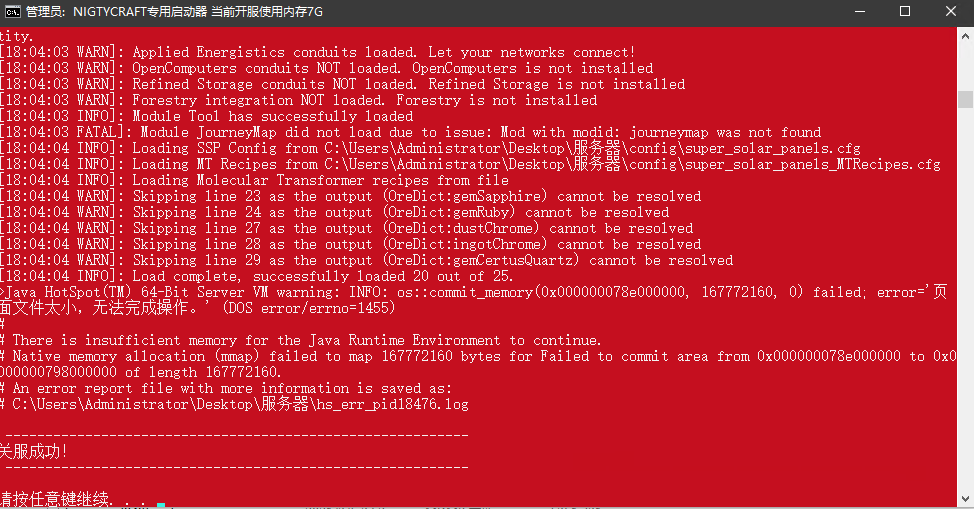 管理员: NIGTYCRAFT专用启动器 当前开服使用内存7G
tity.
[18:04:03 WARN]: Applied Energistics conduits loaded. Let your networks connect!
[18:04:03 WARN]: OpenComputers conduits NOT loaded. OpenComputers is not installed
[18:04:03 WARN]: Refined Storage conduits NOT loaded. Refined Storage is not installed
[18:04:03 WARN]: Forestry integration NOT loaded. Forestry is not installed
[18:04:03 INFO]: Module Tool has successfully loaded
[18:04:03 FATAL]: Module JourneyMap did not load due to issue: Mod with modid: journeymap was not found
[18:04:04 INFO]: Loading SSP Config from C:\Users\Administrator\Desktop\服务器\config\super_solar_panels.cfg
[18:04:04 INFO]: Loading MT Recipes from C:\Users\Administrator\Desktop\服务器\config\super_solar_panels_MTRecipes.cfg
[18:04:04 INFO]: Loading Molecular Transformer recipes from file
[18:04:04 WARN]: Skipping line 23 as the output (OreDict:gemSapphire) cannot be resolved
[18:04:04 WARN]: Skipping line 24 as the output (OreDict:gemRuby) cannot be resolved
[18:04:04 WARN]: Skipping line 27 as the output (OreDict:dustChrome) cannot be resolved
[18:04:04 WARN]: Skipping line 28 as the output (OreDict:ingotChrome) cannot be resolved
[18:04:04 WARN]: Skipping line 29 as the output (OreDict:gemCertusQuartz) cannot be resolved
[18:04:04 INFO]: Load complete, successfully loaded 20 out of 25.
>Java HotSpot(TM) 64-Bit Server VM warning: INFO: os::commit_memory(0x000000078e000000, 167772160, 0) failed; error='页
面文件太小，无法完成操作。' (DOS error/errno=1455)
#
# There is insufficient memory for the Java Runtime Environment to continue.
# Native memory allocation (mmap) failed to map 167772160 bytes for Failed to commit area from 0x000000078e000000 to 0x0
000000798000000 of length 167772160.
# An error report file with more information is saved as:
# C:\Users\Administrator\Desktop\服务器\hs_err_pid18476.log
----------------------------------------------------------
关服成功!
----------------------------------------------------------
请按任意键继续. . .